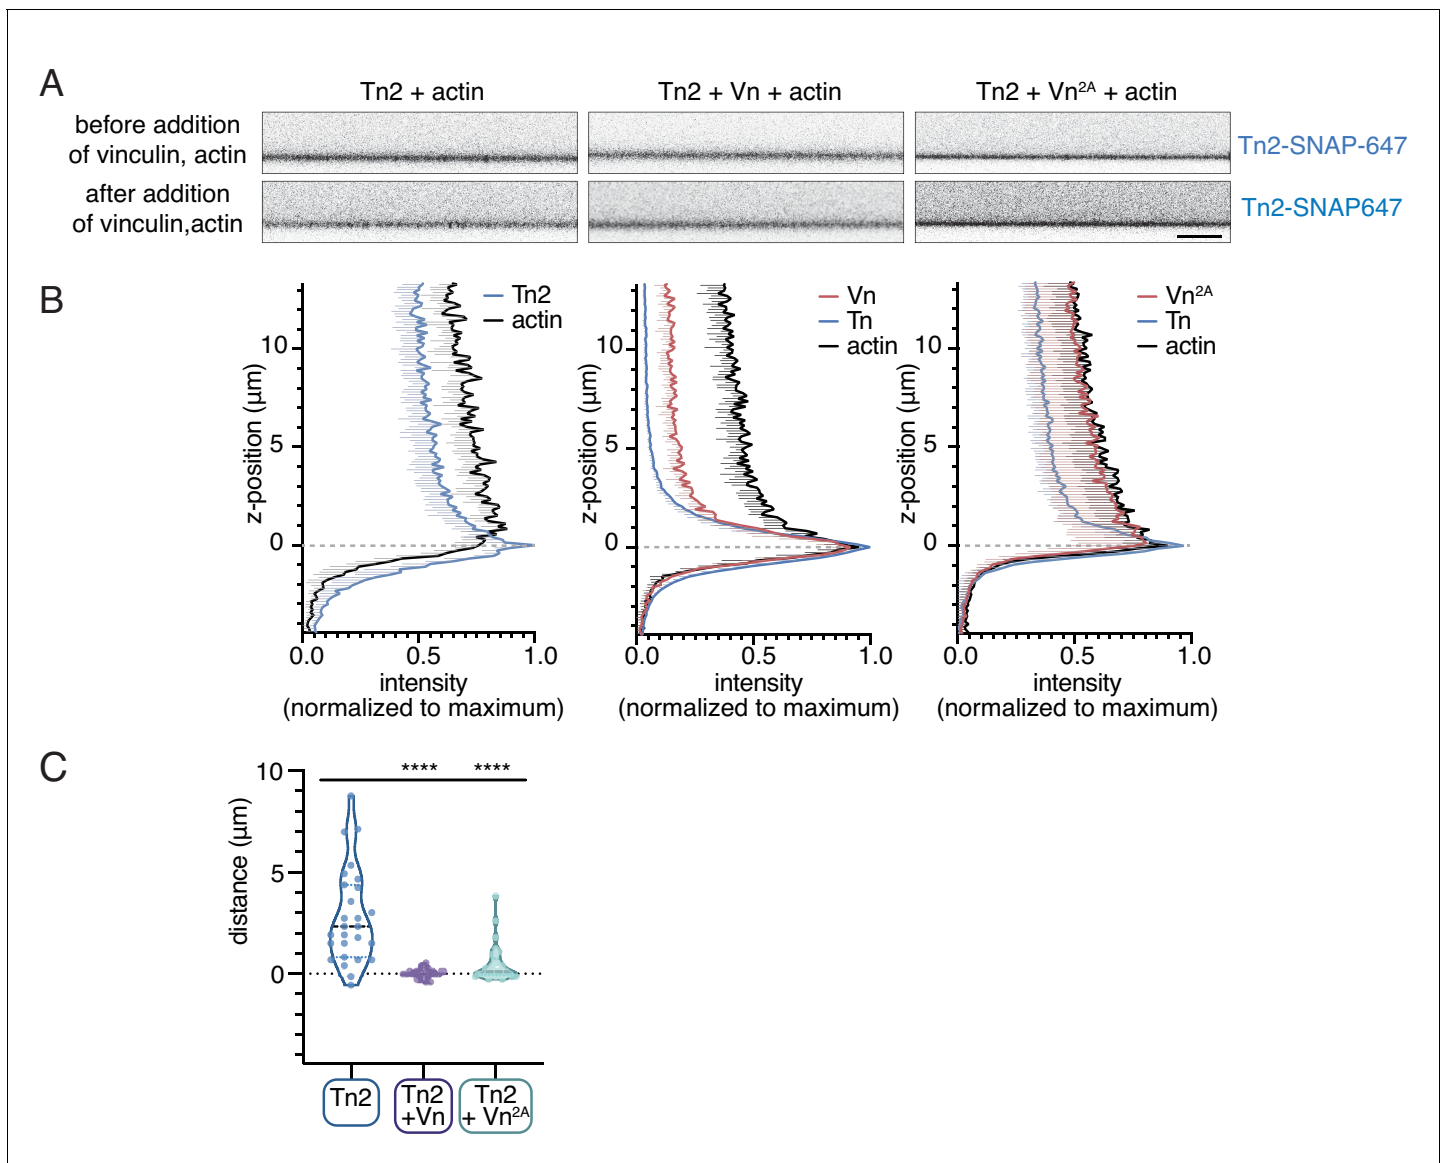 A
Tn2 + actin
Tn2 + Vn + actin
Tn2 + Vn2A + actin
before addition
of vinculin, actin
Tn2-SNAP-647
after addition
of vinculin,actin
Tn2-SNAP647
B
Tn2
actin
10
5
0
z-position (µm)
0.0 0.5 1.0
intensity
(normalized to maximum)
Vn
Tn
actin
10
5
0
z-position (µm)
0.0 0.5 1.0
intensity
(normalized to maximum)
Vn2A
Tn
actin
10
5
0
z-position (µm)
0.0 0.5 1.0
intensity
(normalized to maximum)
C
**** ****
10
5
0
distance (µm)
Tn2
Tn2
+Vn
Tn2
+ Vn2A